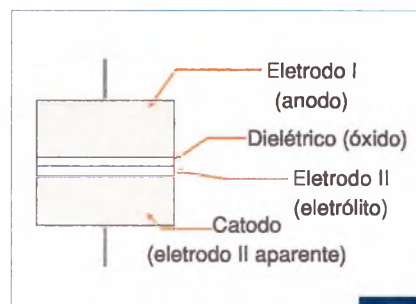 Eletrodo I
(anodo)
Dielétrico (óxido)
Eletrodo II
(eletrólito)
Catodo
(eletrodo II aparente)